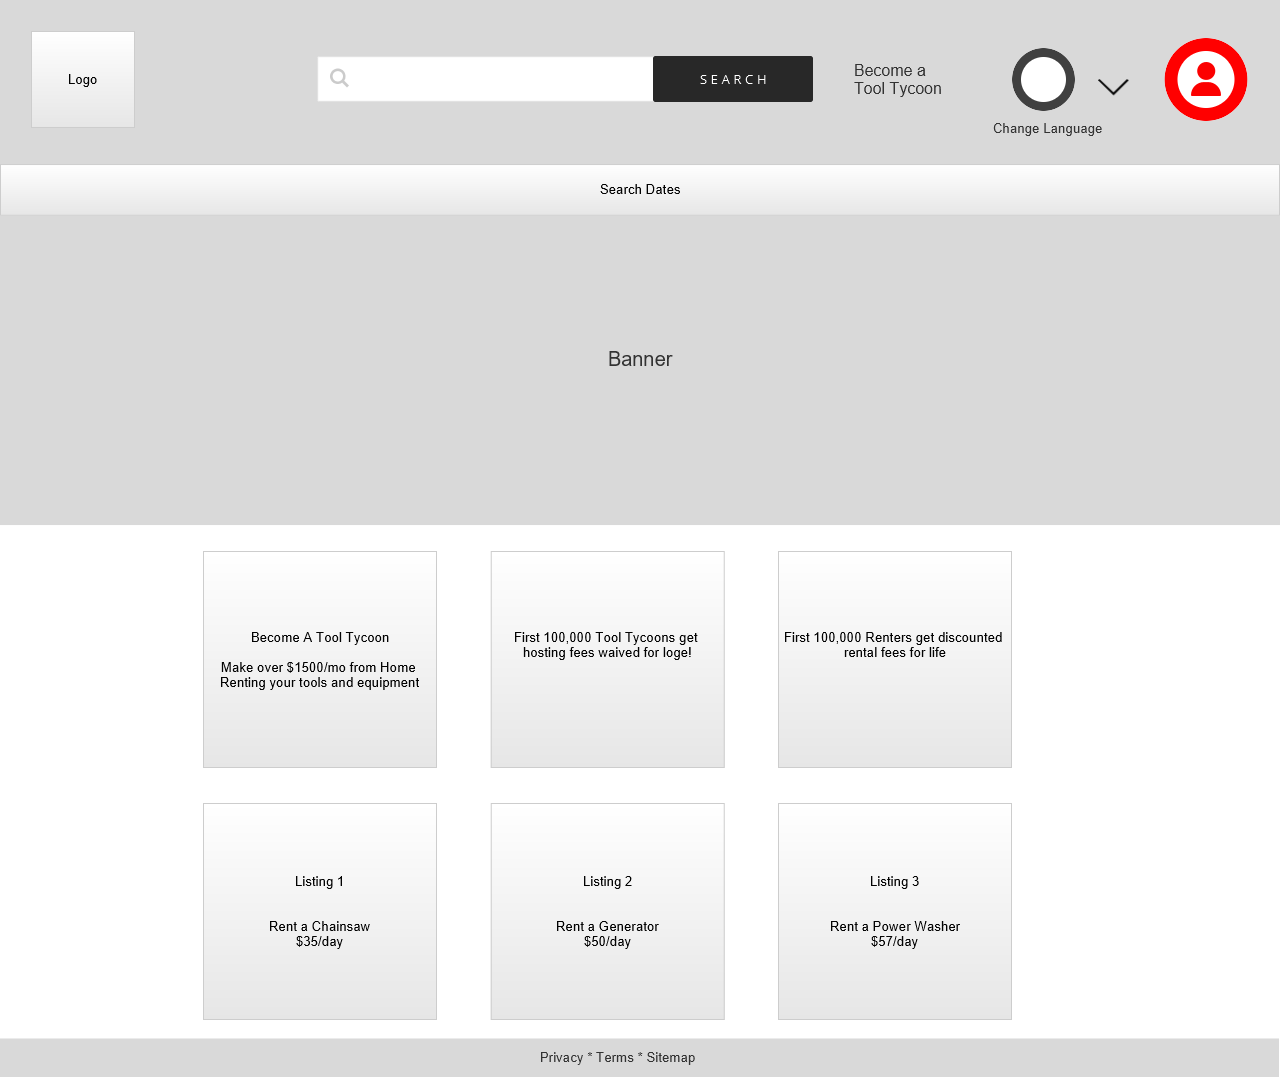 Logo
SEARCH
Become a
Tool Tycoon
Change Language
Search Dates
Banner
Become A Tool Tycoon
Make over $1500/mo from Home
Renting your tools and equipment
First 100,000 Tool Tycoons get
hosting fees waived for loge!
First 100,000 Renters get discounted
rental fees for life
Listing 1
Rent a Chainsaw
$35/day
Listing 2
Rent a Generator
$50/day
Listing 3
Rent a Power Washer
$57/day
Privacy * Terms * Sitemap